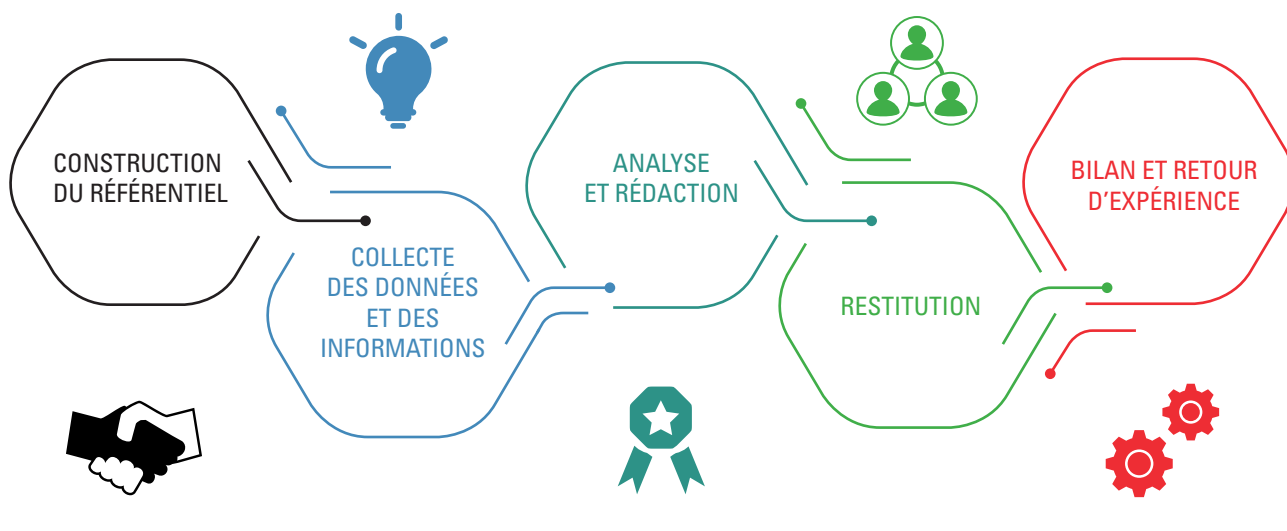 CONSTRUCTION
DU RÉFÉRENTIEL
COLLECTE
DES DONNÉES
ET DES
INFORMATIONS
ANALYSE
ET RÉDACTION
RESTITUTION
BILAN ET RETOUR
D’EXPÉRIENCE